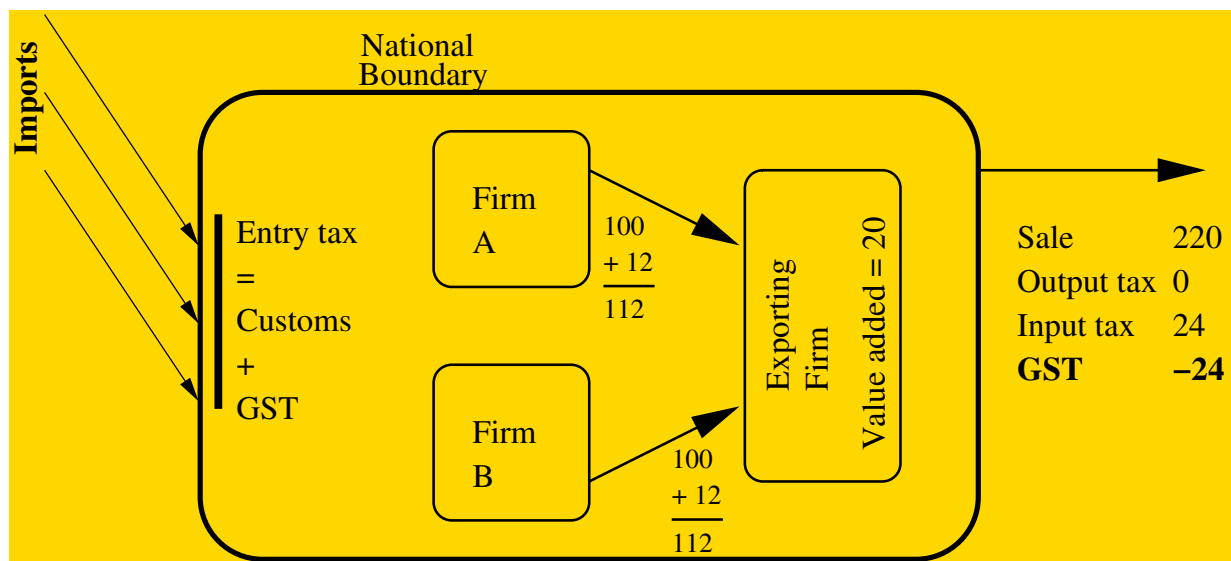 National
Boundary
Imports
Entry tax
=
Customs
+
GST
Firm
A
100
+ 12
112
Firm
B
100
+ 12
112
Exporting
Firm
Value added = 20
Sale 220
Output tax 0
Input tax 24
GST −24